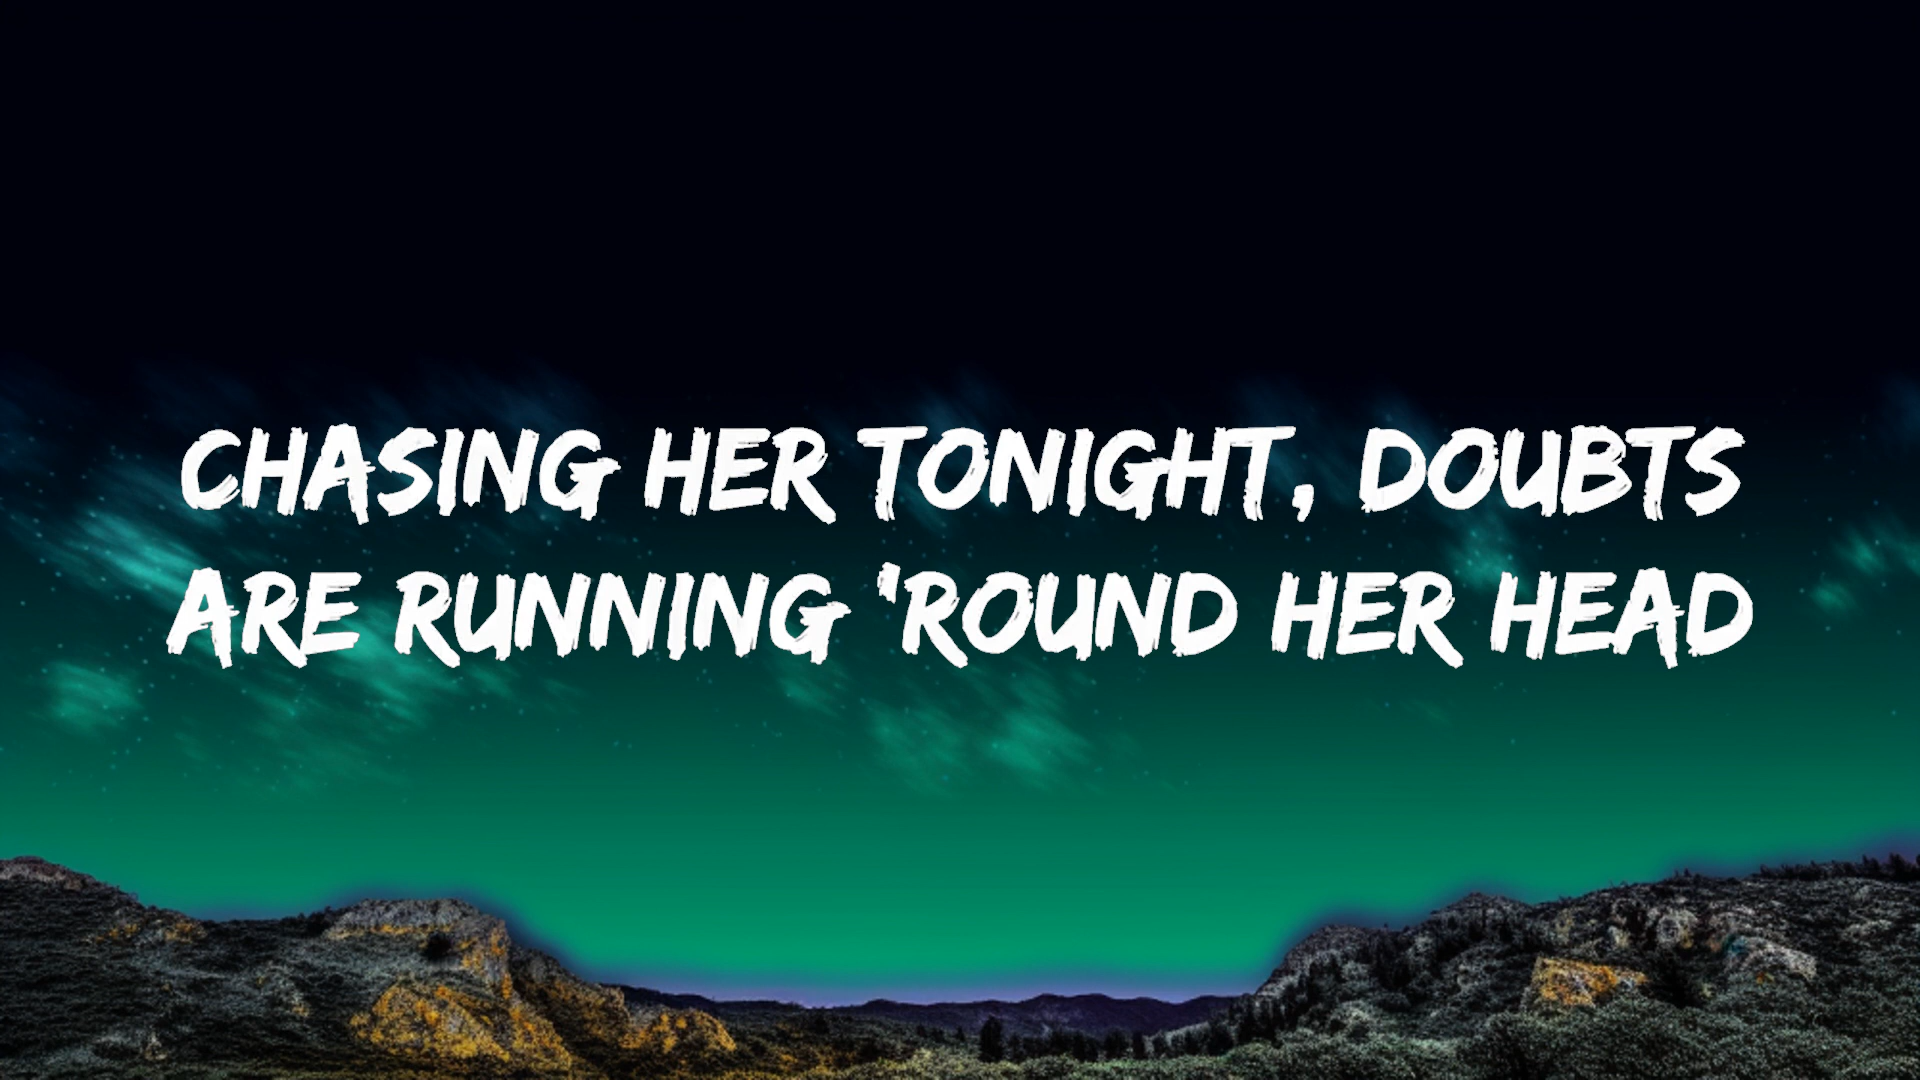 CHASING HER TONIGHT, DOUBTS
ARE RUNNING 'ROUND HER HEAD